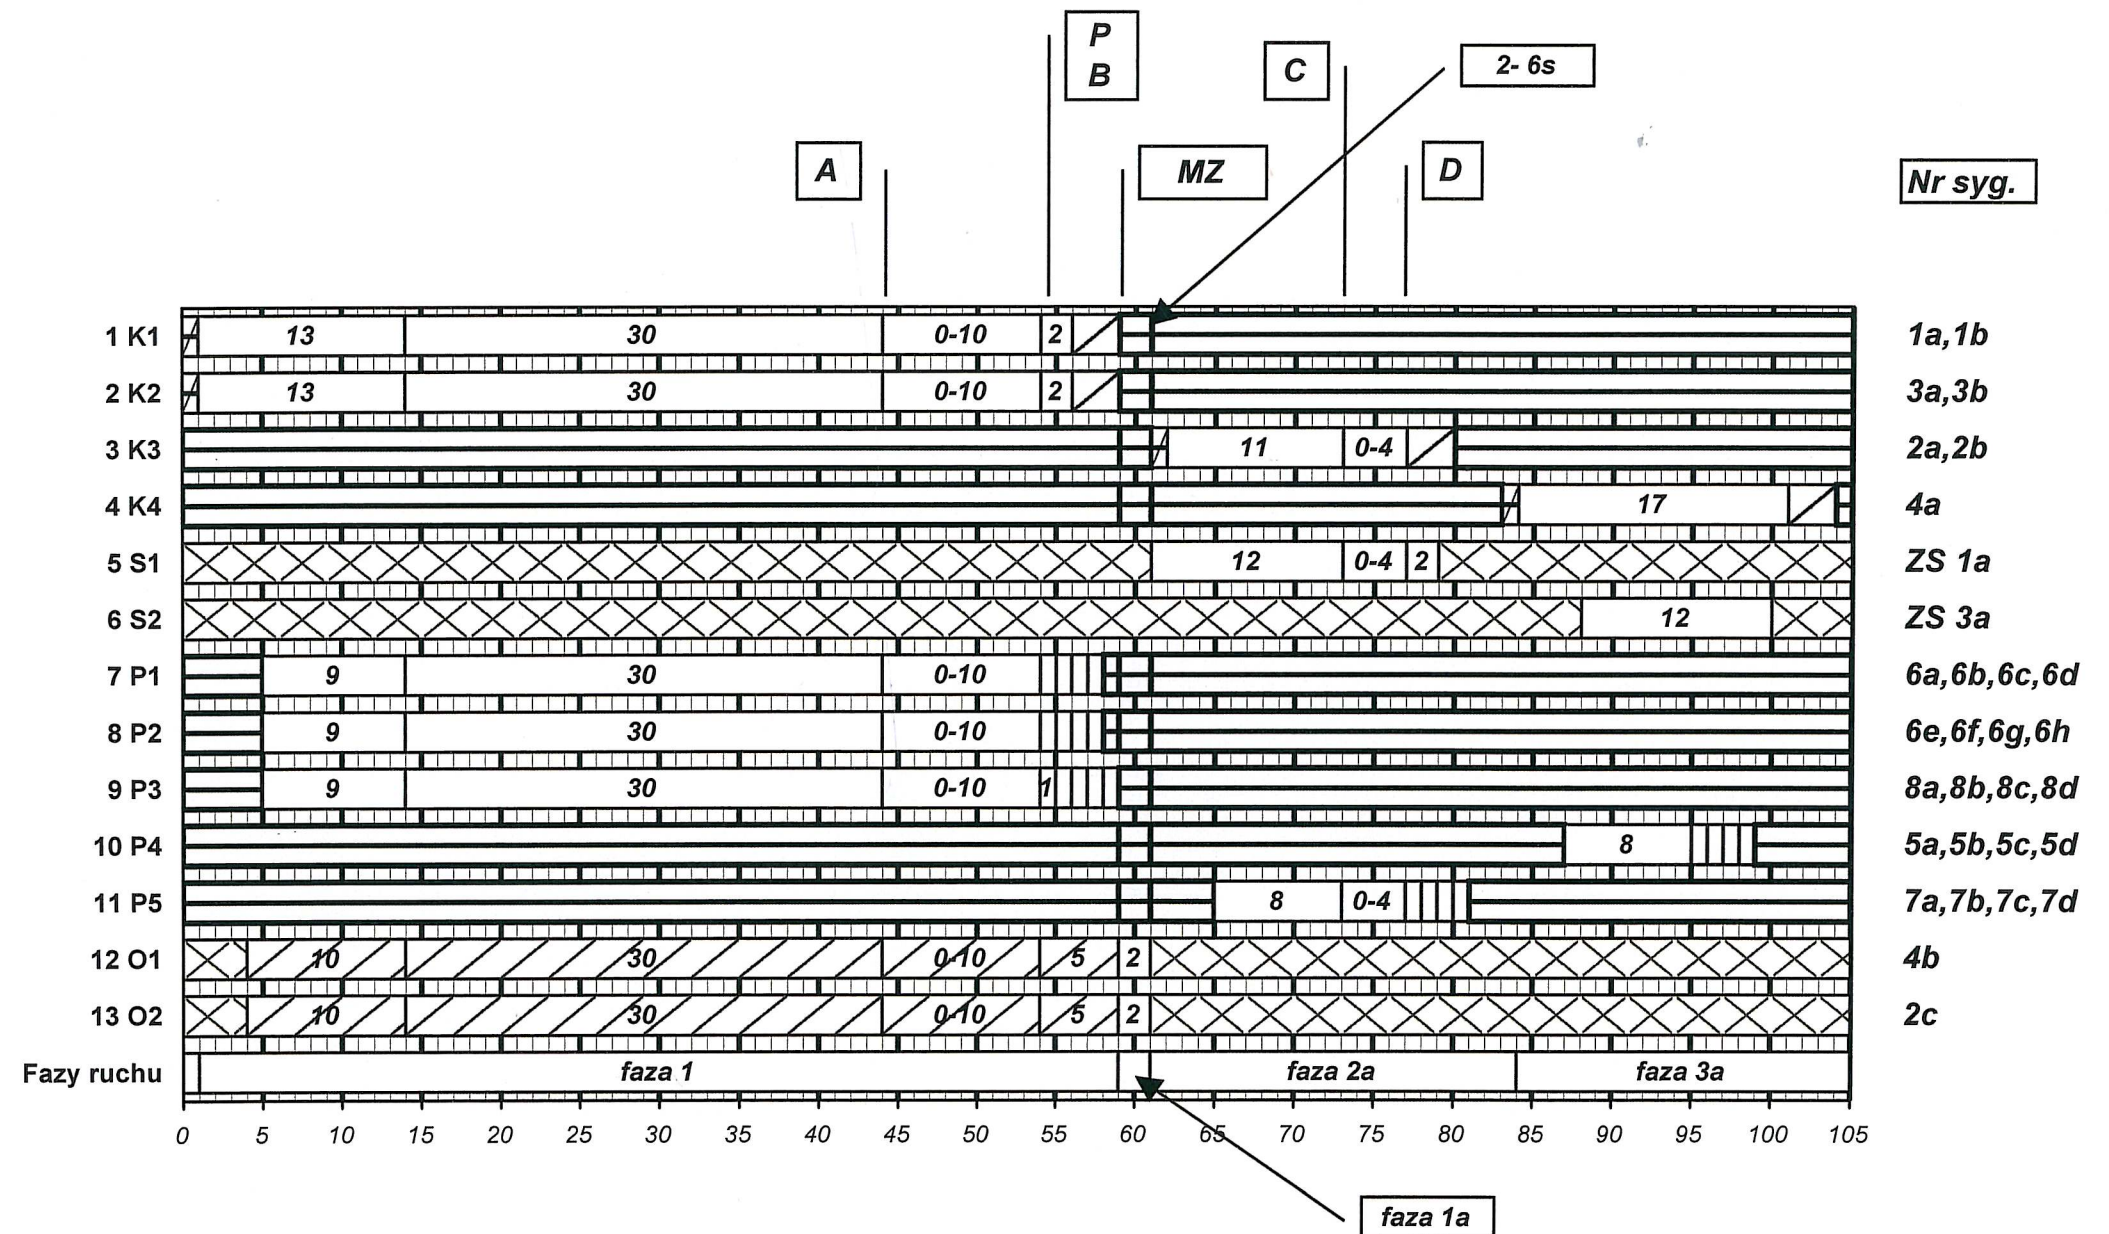 P
B
C
2- 6s
A
MZ
D
Nr syg.
1 K1 13 30 0-10 2 1a,1b
2 K2 13 30 0-10 2 3a,3b
3 K3 11 0-4 2a,2b
4 K4 17 4a
5 S1 12 0-4 2 ZS 1a
6 S2 12 ZS 3a
7 P1 9 30 0-10 6a,6b,6c,6d
8 P2 9 30 0-10 6e,6f,6g,6h
9 P3 9 30 0-10 1 8a,8b,8c,8d
10 P4 8 5a,5b,5c,5d
11 P5 8 0-4 7a,7b,7c,7d
12 O1 10 30 0-10 5 2 4b
13 O2 10 30 0-10 5 2 2c
Fazy ruchu faza 1 faza 2a faza 3a
0 5 10 15 20 25 30 35 40 45 50 55 60 65 70 75 80 85 90 95 100 105
faza 1a